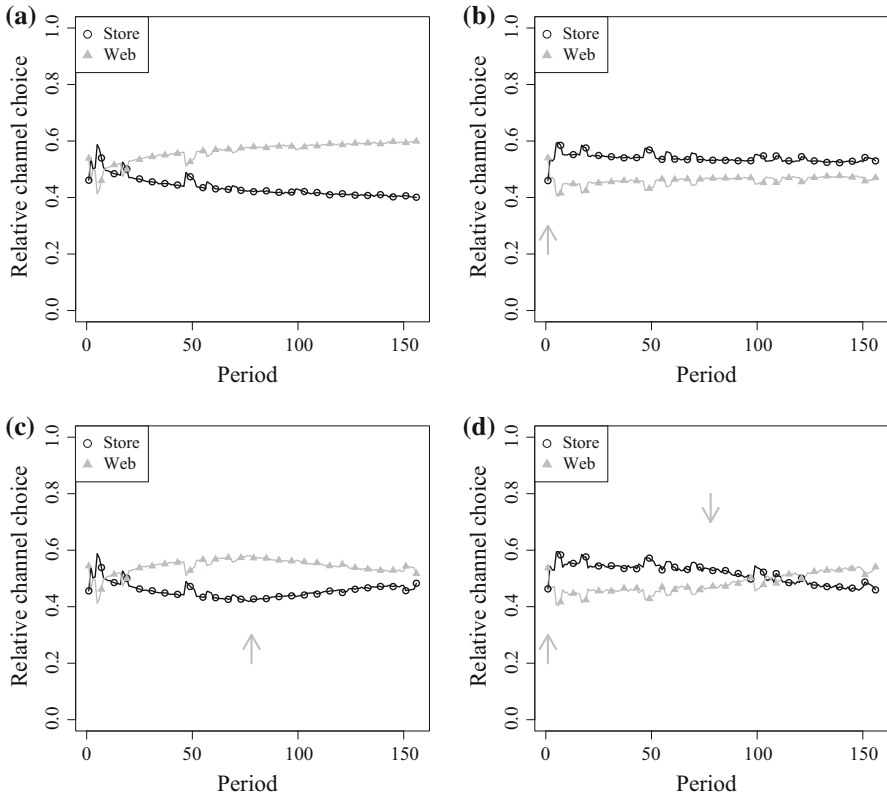 (a)
Store
Web
Relative channel choice
0.0 0.2 0.4 0.6 0.8 1.0
0 50 100 150
Period
(b)
Store
Web
Relative channel choice
0.0 0.2 0.4 0.6 0.8 1.0
0 50 100 150
Period
(c)
Store
Web
Relative channel choice
0.0 0.2 0.4 0.6 0.8 1.0
0 50 100 150
Period
(d)
Store
Web
Relative channel choice
0.0 0.2 0.4 0.6 0.8 1.0
0 50 100 150
Period